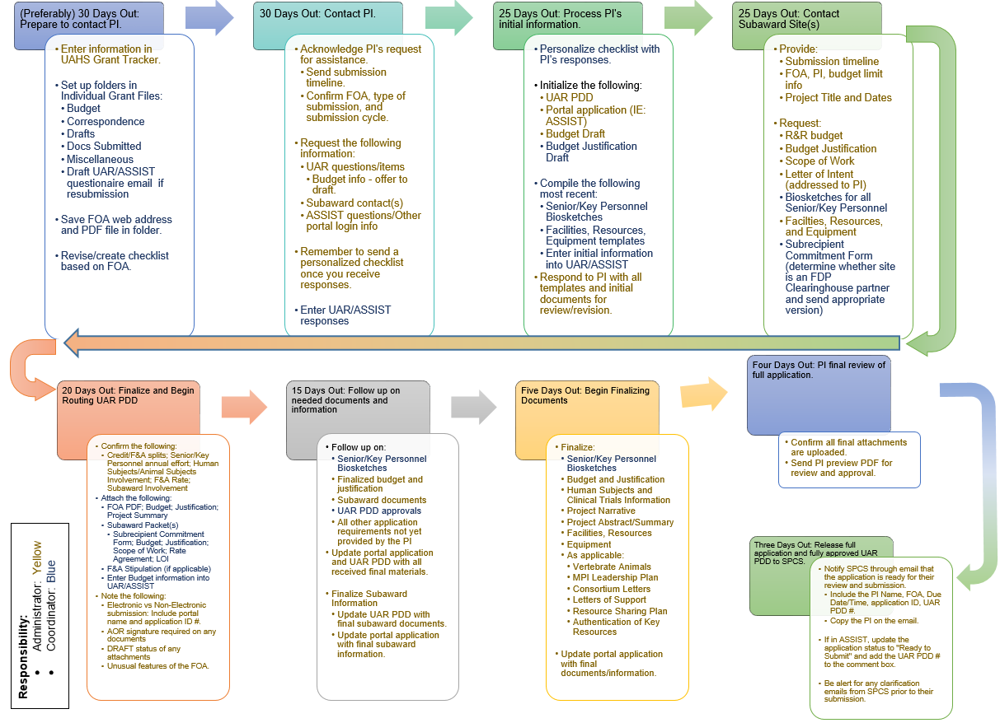 (Preferably) 30 Days Out:
Prepare to contact PI.
• Enter information in
UAHS Grant Tracker.
• Set up folders in
Individual Grant Files:
• Budget
• Correspondence
• Drafts
• Docs Submitted
• Miscellaneous
• Draft UAR/ASSIST
questionaire email if
resubmission
• Save FOA web address
and PDF file in folder.
• Revise/create checklist
based on FOA.
30 Days Out: Contact PI.
• Acknowledge PI's request
for assistance.
• Send submission
timeline.
• Confirm FOA, type of
submission, and
submission cycle.
• Request the following
information:
• UAR questions/items
• Budget info - offer to
draft.
• Subaward contact(s)
• ASSIST questions/Other
portal login info
• Remember to send a
personalized checklist
once you receive
responses.
• Enter UAR/ASSIST
responses
25 Days Out: Process PI's
initial information.
• Personalize checklist with
PI's responses.
• Initialize the following:
• UAR PDD
• Portal application (IE:
ASSIST)
• Budget Draft
• Budget Justification
Draft
• Compile the following
most recent:
• Senior/Key Personnel
Biosketches
• Facilities, Resources,
Equipment templates
• Enter initial information
into UAR/ASSIST
• Respond to PI with all
templates and initial
documents for
review/revision.
25 Days Out: Contact
Subaward Site(s)
• Provide:
• Submission timeline
• FOA, PI, budget limit
info
• Project Title and Dates
• Request:
• R&R budget
• Budget Justification
• Scope of Work
• Letter of Intent
(addressed to PI)
• Biosketches for all
Senior/Key Personnel
• Facilties, Resources,
and Equipment
• Subrecipient
Commitment Form
(determine whether site
is an FDP
Clearinghouse partner
and send appropriate
version)
20 Days Out: Finalize and Begin
Routing UAR PDD
• Confirm the following:
• Credit/F&A splits; Senior/Key
Personnel annual effort; Human
Subjects/Animal Subjects
Involvement; F&A Rate;
Subaward Involvement
• Attach the following:
• FOA PDF; Budget; Justification;
Project Summary
• Subaward Packet(s)
• Subrecipient Commitment
Form; Budget; Justification;
Scope of Work; Rate
Agreement; LOI
• F&A Stipulation (if applicable)
• Enter Budget information into
UAR/ASSIST
• Note the following:
• Electronic vs Non-Electronic
submission: Include portal
name and application ID #.
• AOR signature required on any
documents
• DRAFT status of any
attachments
• Unusual features of the FOA.
15 Days Out: Follow up on
needed documents and
information
• Follow up on:
• Senior/Key Personnel
Biosketches
• Finalized budget and
justification
• Subaward documents
• UAR PDD approvals
• All other application
requirements not yet
provided by the PI
• Update portal application
and UAR PDD with all
received final materials.
• Finalize Subaward
Information
• Update UAR PDD with
final subaward documents.
• Update portal application
with final subaward
information.
Five Days Out: Begin Finalizing
Documents
• Finalize:
• Senior/Key Personnel
Biosketches
• Budget and Justification
• Human Subjects and
Clinical Trials Information
• Project Narrative
• Project Abstract/Summary
• Facilities, Resources
• Equipment
• As applicable:
• Vertebrate Animals
• MPI Leadership Plan
• Consortium Letters
• Letters of Support
• Resource Sharing Plan
• Authentication of Key
Resources
• Update portal application
with final
documents/information.
Four Days Out: PI final review of
full application.
• Confirm all final attachments
are uploaded.
• Send PI preview PDF for
review and approval.
Three Days Out: Release full
application and fully approved UAR
PDD to SPCS.
• Notify SPCS through email that
the application is ready for their
review and submission.
• Include the PI Name, FOA, Due
Date/Time, application ID, UAR
PDD #.
• Copy the PI on the email.
• If in ASSIST, update the
application status to "Ready to
Submit" and add the UAR PDD #
to the comment box.
• Be alert for any clarification
emails from SPCS prior to their
submission.
Responsibility:
• Administrator: Yellow
• Coordinator: Blue